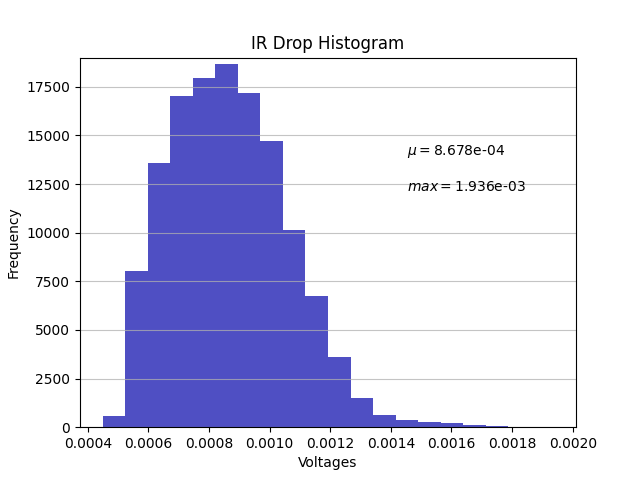 IR Drop Histogram
17500
15000
12500
10000
7500
5000
2500
0
Frequency
μ = 8.678e-04
max = 1.936e-03
0.0004 0.0006 0.0008 0.0010 0.0012 0.0014 0.0016 0.0018 0.0020
Voltages